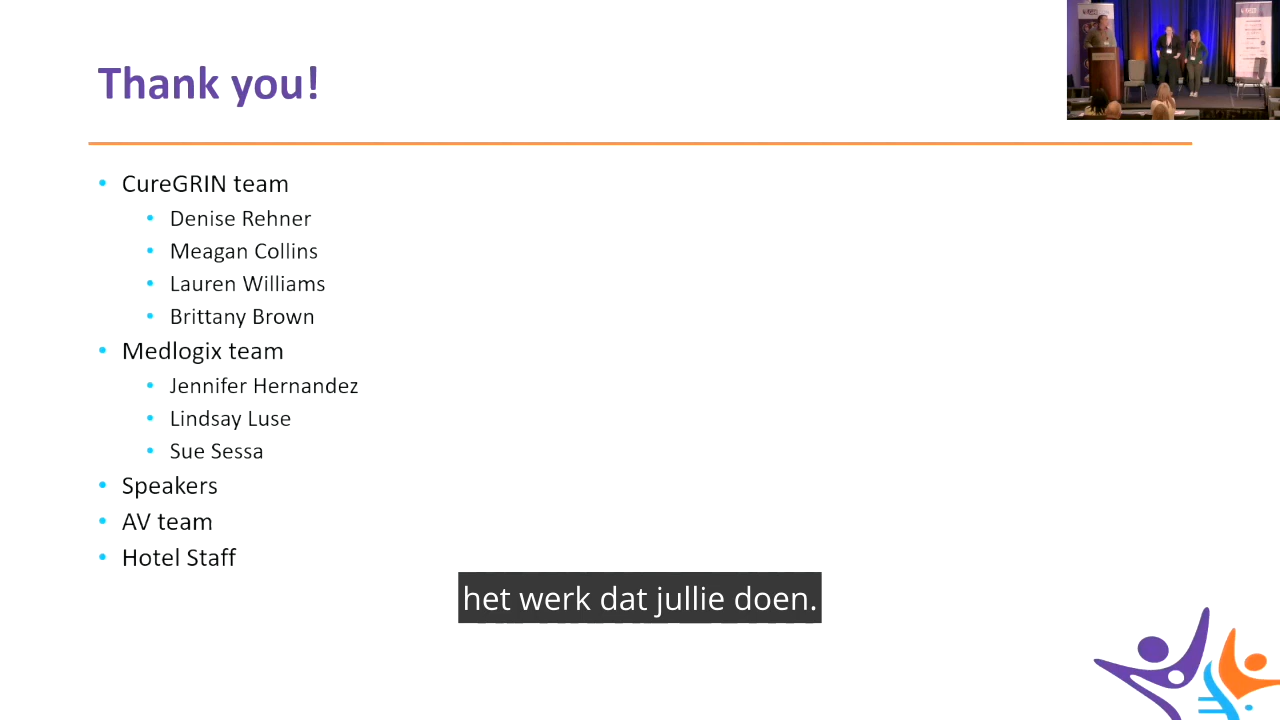 Thank you!
CureGRIN team
Denise Rehner
Meagan Collins
Lauren Williams
Brittany Brown
Medlogix team
Jennifer Hernandez
Lindsay Luse
Sue Sessa
Speakers
AV team
Hotel Staff
het werk dat jullie doen.